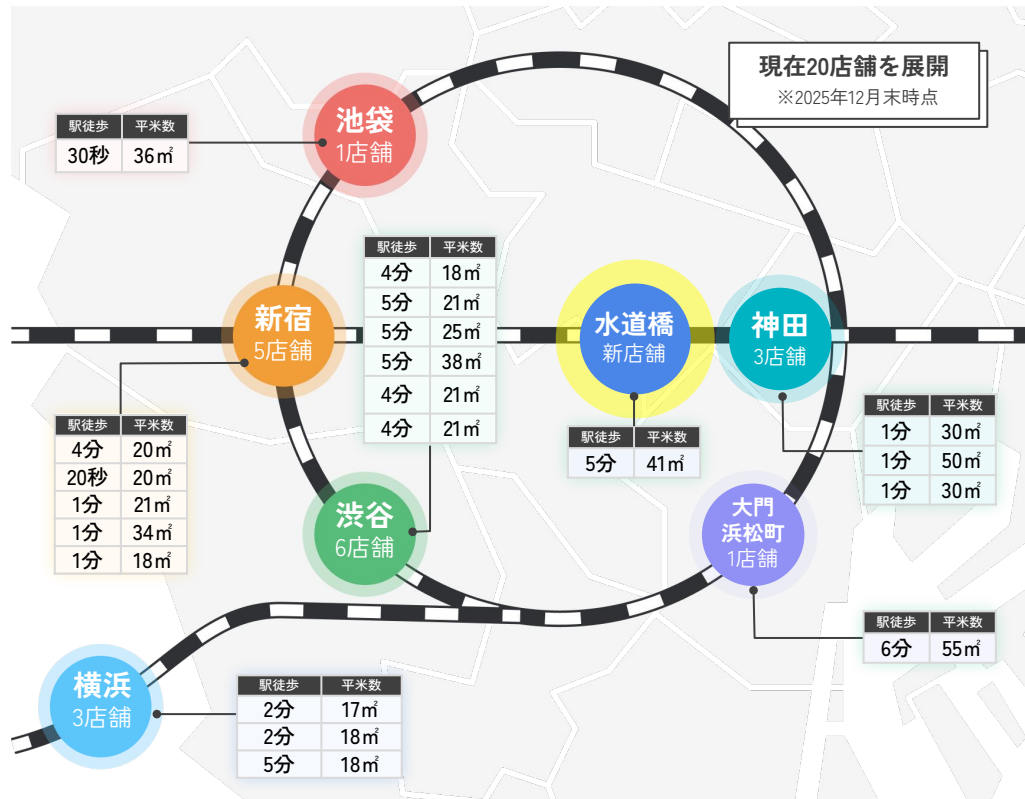 現在20店舗を展開
※2025年12月末時点
池袋
1店舗
駅徒歩 平米数
30秒 36㎡
新宿
5店舗
駅徒歩 平米数
4分 20㎡
20秒 20㎡
1分 21㎡
1分 34㎡
1分 18㎡
駅徒歩 平米数
4分 18㎡
5分 21㎡
5分 25㎡
5分 38㎡
4分 21㎡
4分 21㎡
渋谷
6店舗
水道橋
新店舗
駅徒歩 平米数
5分 41㎡
神田
3店舗
駅徒歩 平米数
1分 30㎡
1分 50㎡
1分 30㎡
大門
浜松町
1店舗
駅徒歩 平米数
6分 55㎡
横浜
3店舗
駅徒歩 平米数
2分 17㎡
2分 18㎡
5分 18㎡